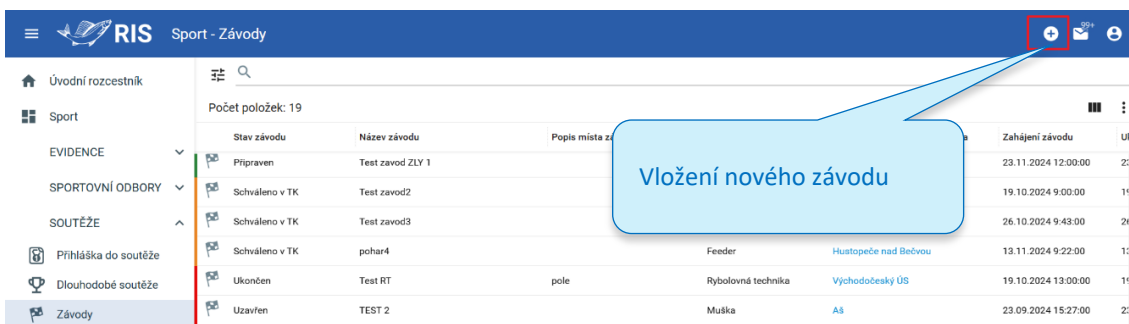 RIS Sport - Závody 99+
Úvodní rozcestník
Sport
EVIDENCE
SPORTOVNÍ ODBORY
SOUTĚŽE
Přihláška do soutěže
Dlouhodobé soutěže
Závody
Počet položek: 19
Stav závodu Název závodu Popis místa Zahájení závodu
Připraven Test zavod ZLY 1 23.11.2024 12:00:00
Schváleno v TK Test zavod2 19.10.2024 9:00:00
Schváleno v TK Test zavod3 26.10.2024 9:43:00
Schváleno v TK pohar4 Feeder Hustopeče nad Bečvou 13.11.2024 9:22:00
Ukončen Test RT pole Rybolovná technika Východočeský ÚS 19.10.2024 13:00:00
Uzavřen TEST 2 Muška Aš 23.09.2024 15:27:00
Vložení nového závodu